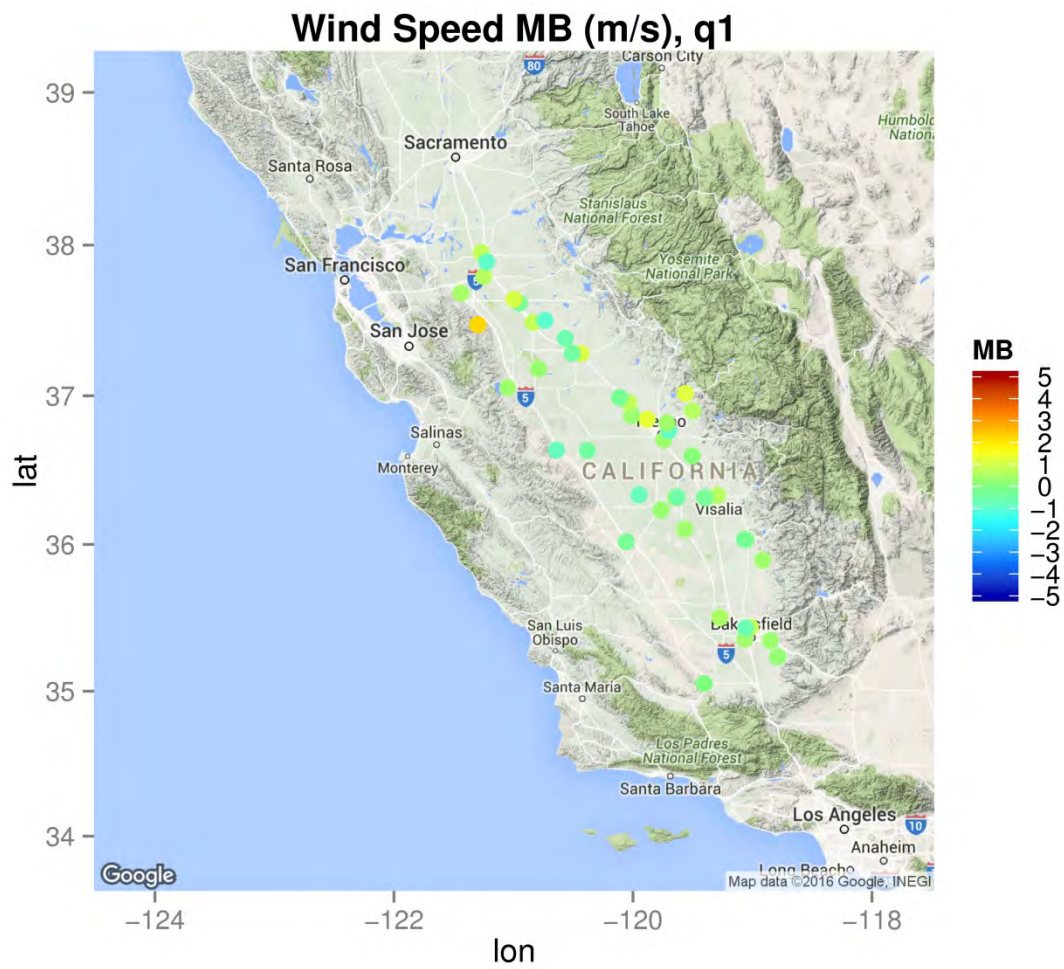 Wind Speed MB (m/s), q1
80
Carson City
39
South Lake
Tahoe
Sacramento
Santa Rosa
Stanislaus
National Forest
38
San Francisco
5
Yosemite
National Park
San Jose
MB
5
4
3
2
1
0
−1
−2
−3
−4
−5
37
5
Salinas
Monterey
CALIFORNIA
lat
Visalia
36
San Luis
Obispo
Bakersfield
5
35
Santa Maria
Los Padres
National Forest
Santa Barbara
34
Los Angeles
10
Anaheim
Long Beach
Google
Map data ©2016 Google, INEGI
−124
−122
−120
−118
lon